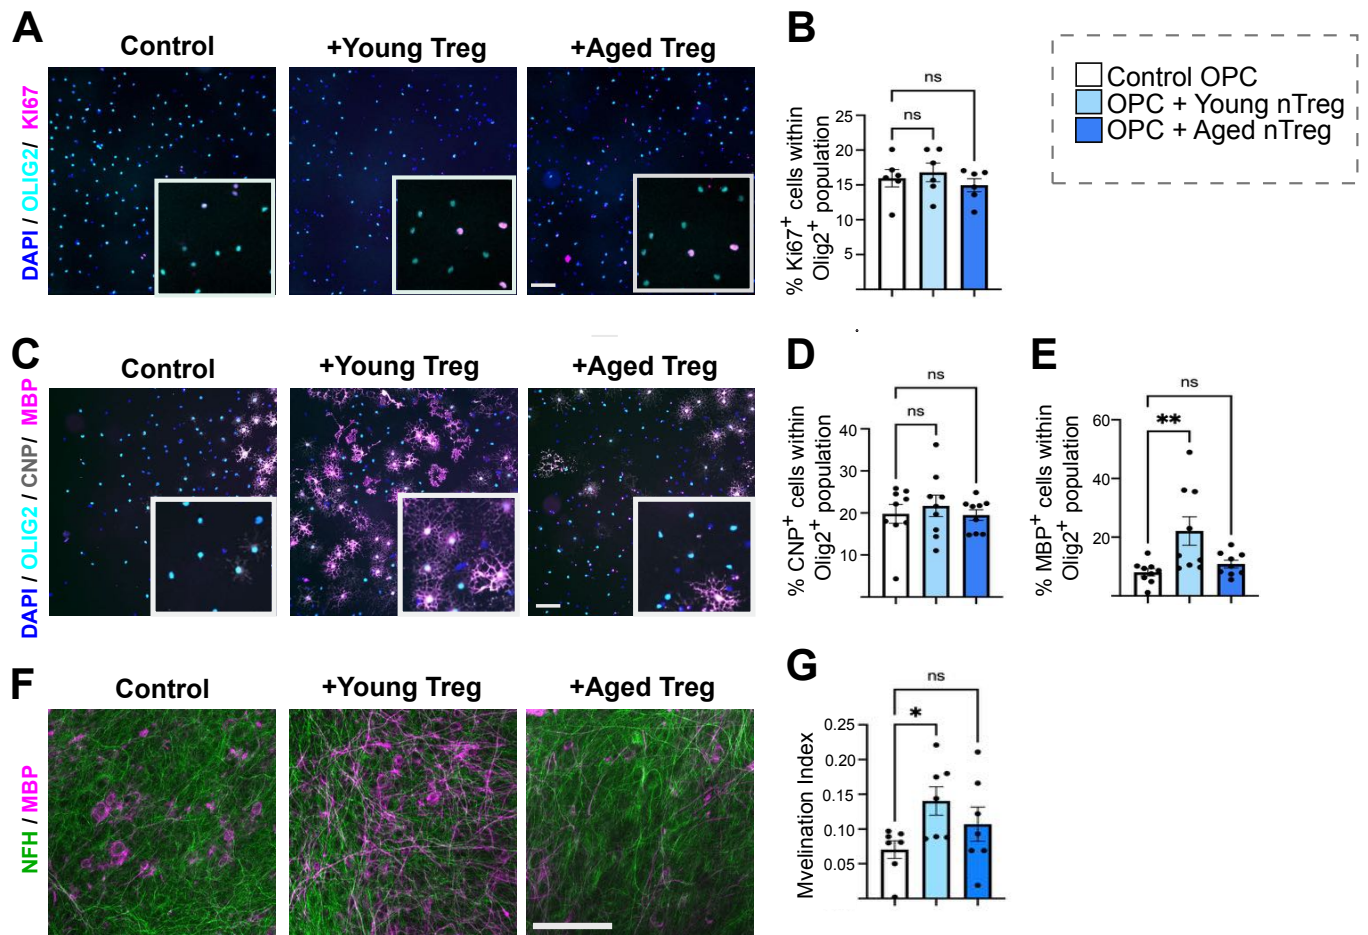 A
Control
+Young Treg
+Aged Treg
DAPI / OLIG2/ KI67
B
ns
ns
% Ki67+ cells within
Olig2+ population
25
20
15
10
5
Control OPC
OPC + Young nTreg
OPC + Aged nTreg
C
Control
+Young Treg
+Aged Treg
DAPI / OLIG2 / CNP/ MBP
D
ns
ns
% CNP+ cells within
Olig2+ population
40
30
20
10
E
ns
**
% MBP+ cells within
Olig2+ population
60
40
20
F
Control
+Young Treg
+Aged Treg
NFH / MBP
G
ns
*
Mvelination Index
0.25
0.20
0.15
0.10
0.05